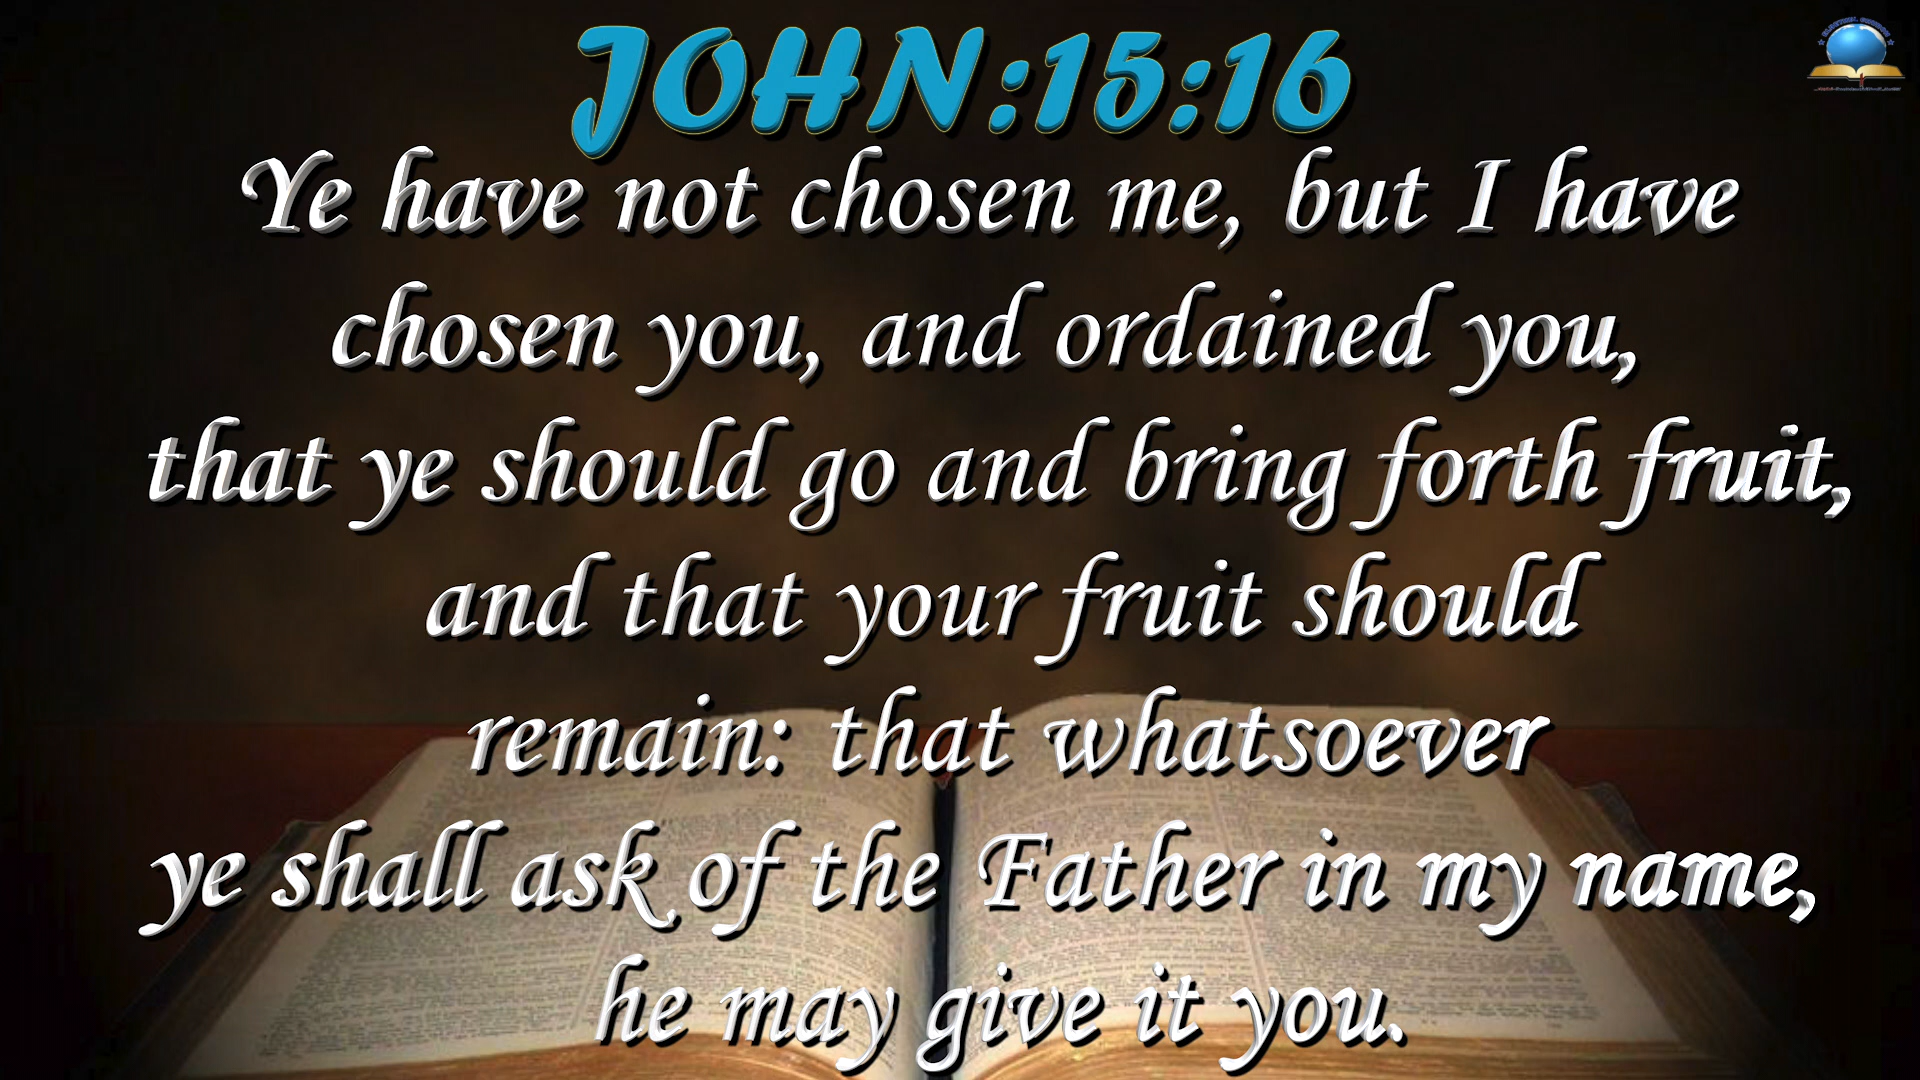 JOHN:15:16
Ye have not chosen me, but I have
chosen you, and ordained you,
that ye should go and bring forth fruit,
and that your fruit should
remain: that whatsoever
ye shall ask of the Father in my name,
he may give it you.